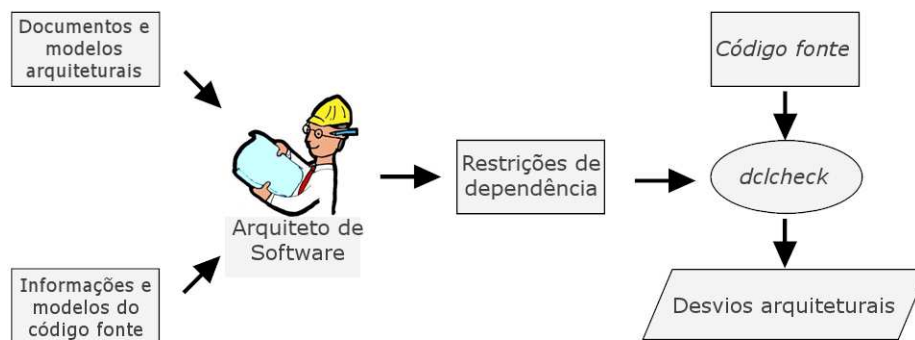 Documentos e
modelos
arquiteturais
Informações e
modelos do
código fonte
Arquiteto de
Software
Restrições de
dependência
Código fonte
dclcheck
Desvios arquiteturais